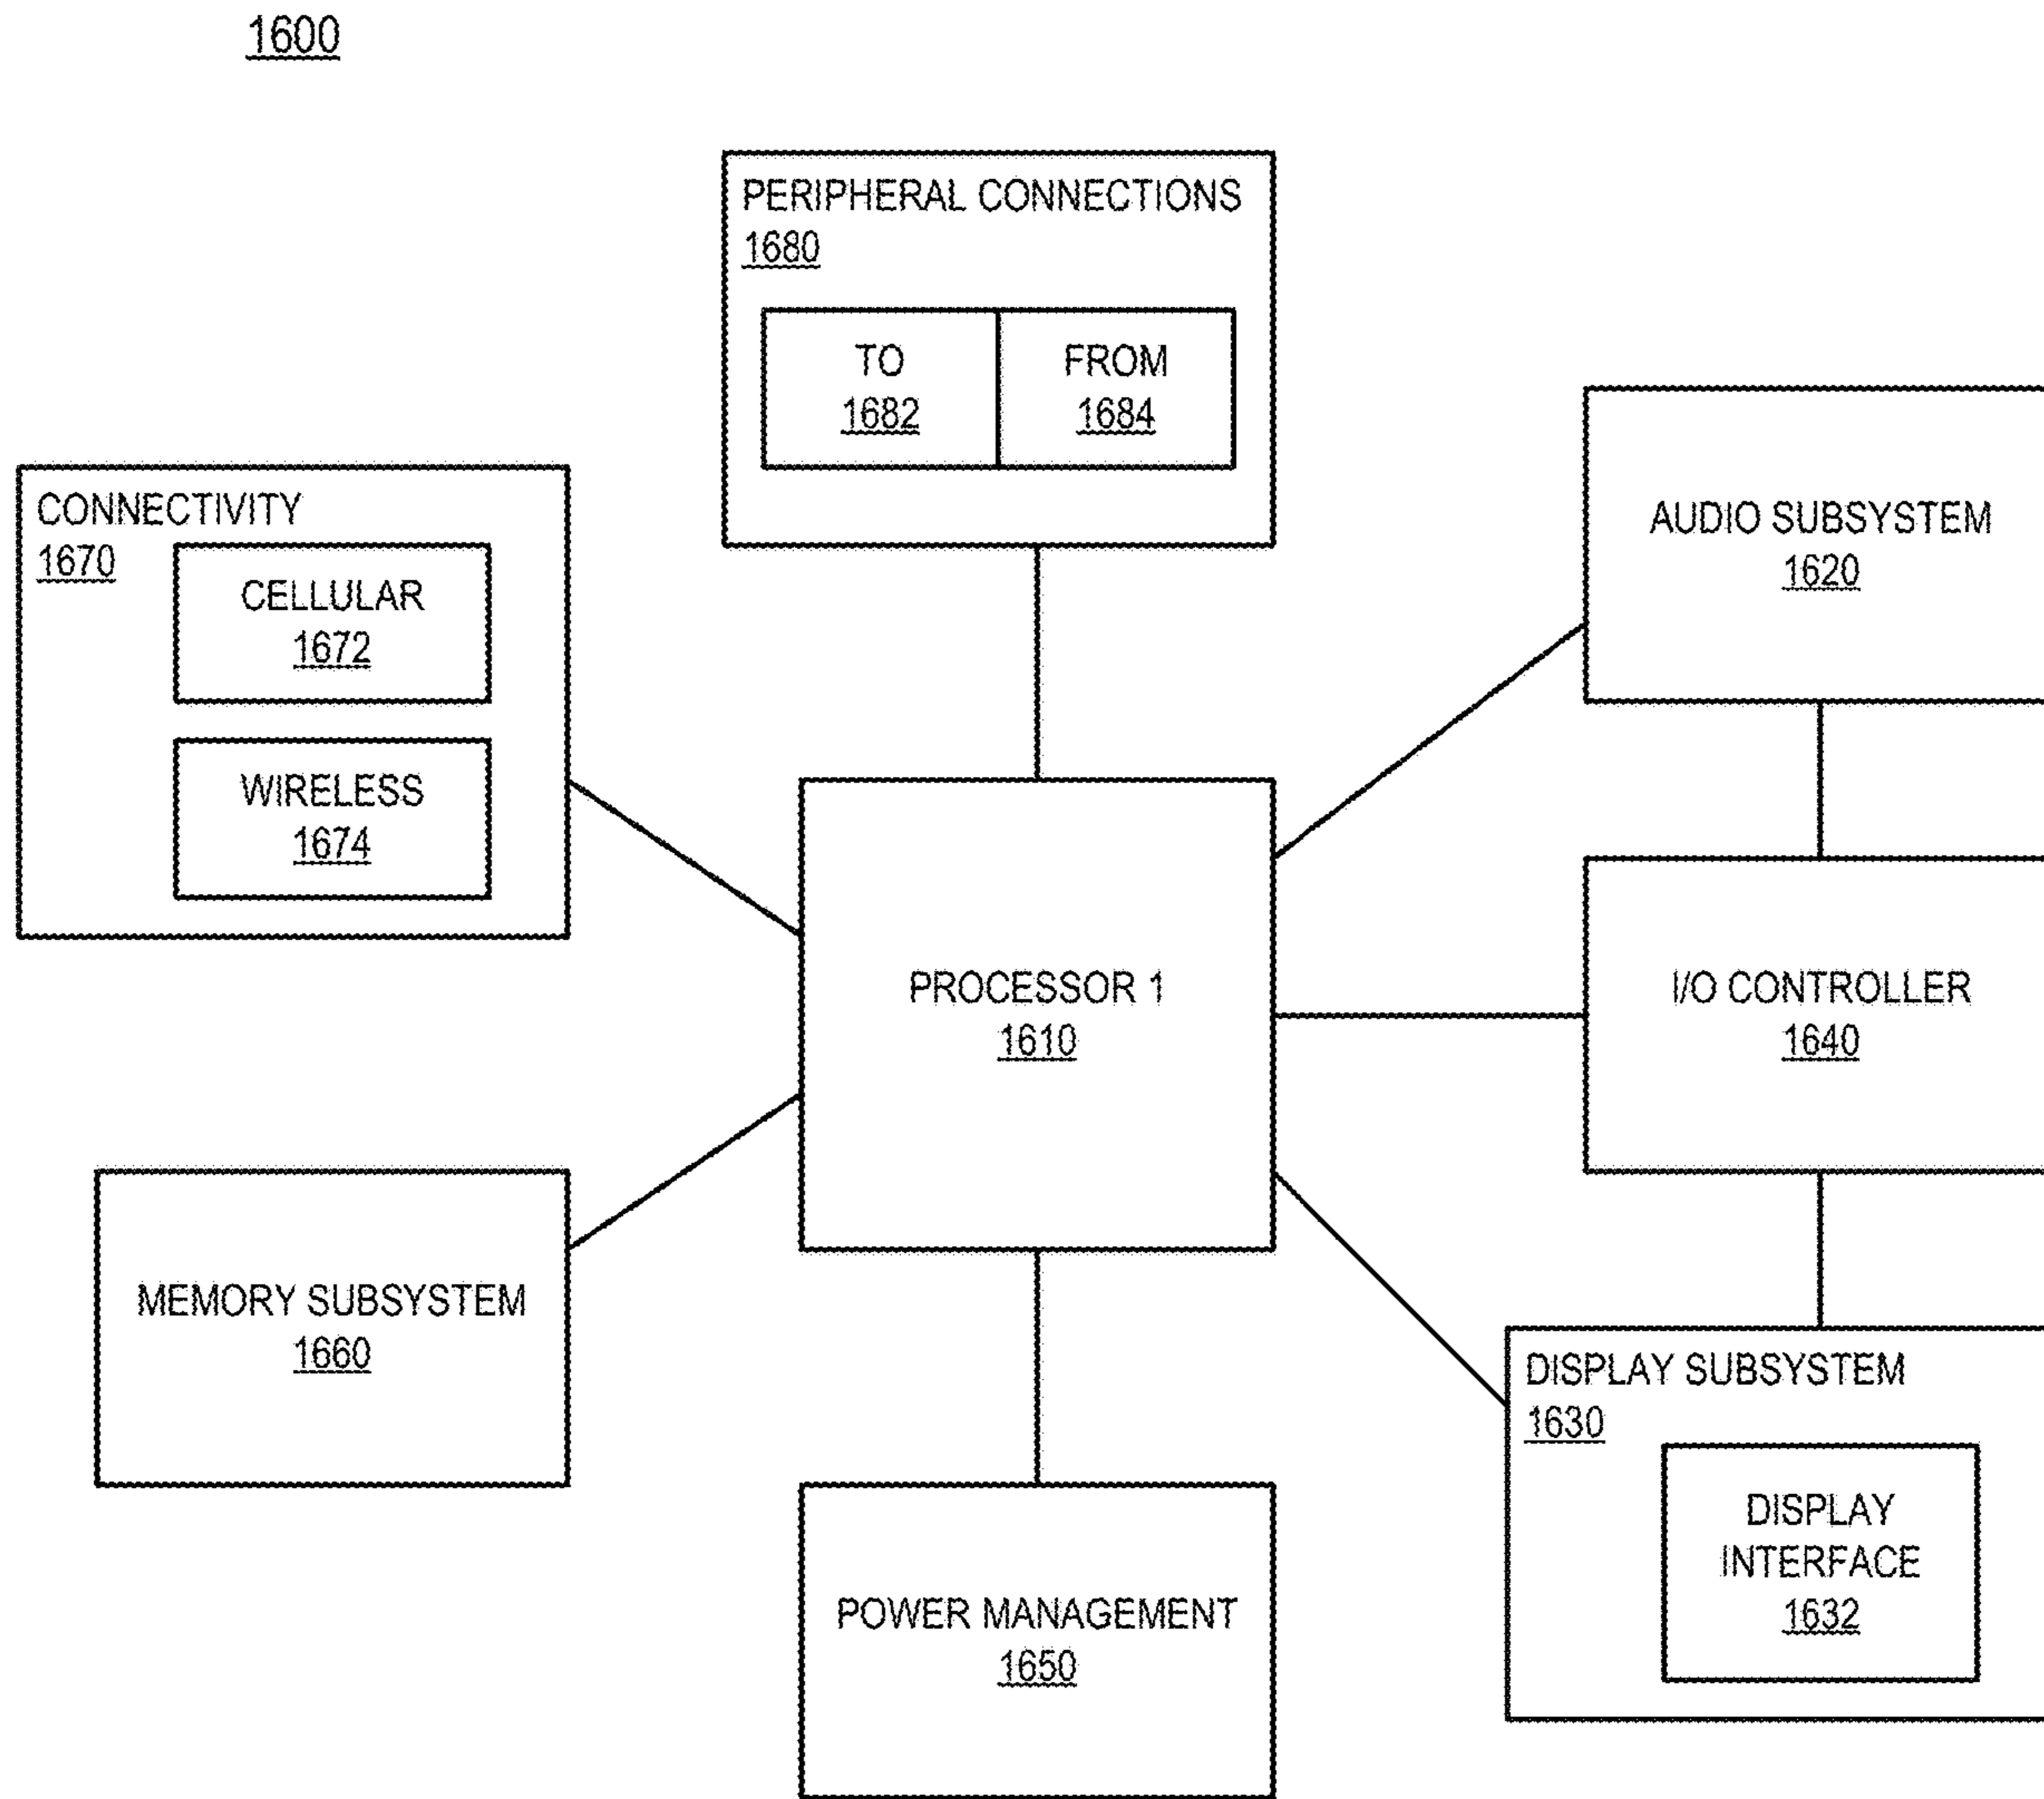 1600
PERIPHERAL CONNECTIONS
1680
TO
1682
FROM
1684
CONNECTIVITY
1670
CELLULAR
1672
WIRELESS
1674
AUDIO SUBSYSTEM
1620
PROCESSOR 1
1610
I/O CONTROLLER
1640
MEMORY SUBSYSTEM
1660
POWER MANAGEMENT
1650
DISPLAY SUBSYSTEM
1630
DISPLAY
INTERFACE
1632